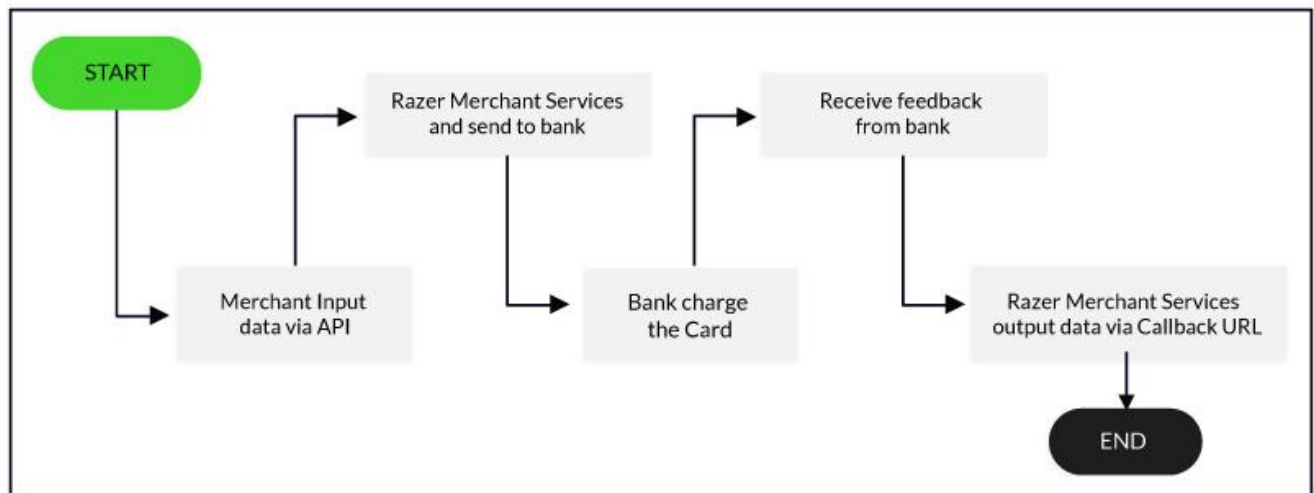 START
Merchant Input
data via API
Razer Merchant Services
and send to bank
Bank charge
the Card
Receive feedback
from bank
Razer Merchant Services
output data via Callback URL
END